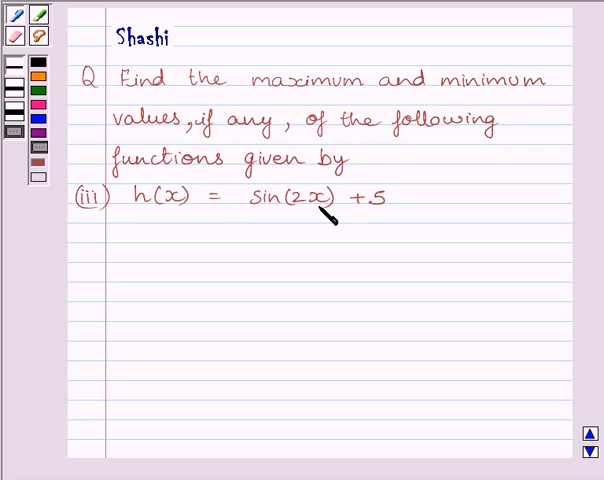 Shashi
Q Find the maximum and minimum
values, if any, of the following
functions given by
(iii) h(x) = sin(2x) + 5